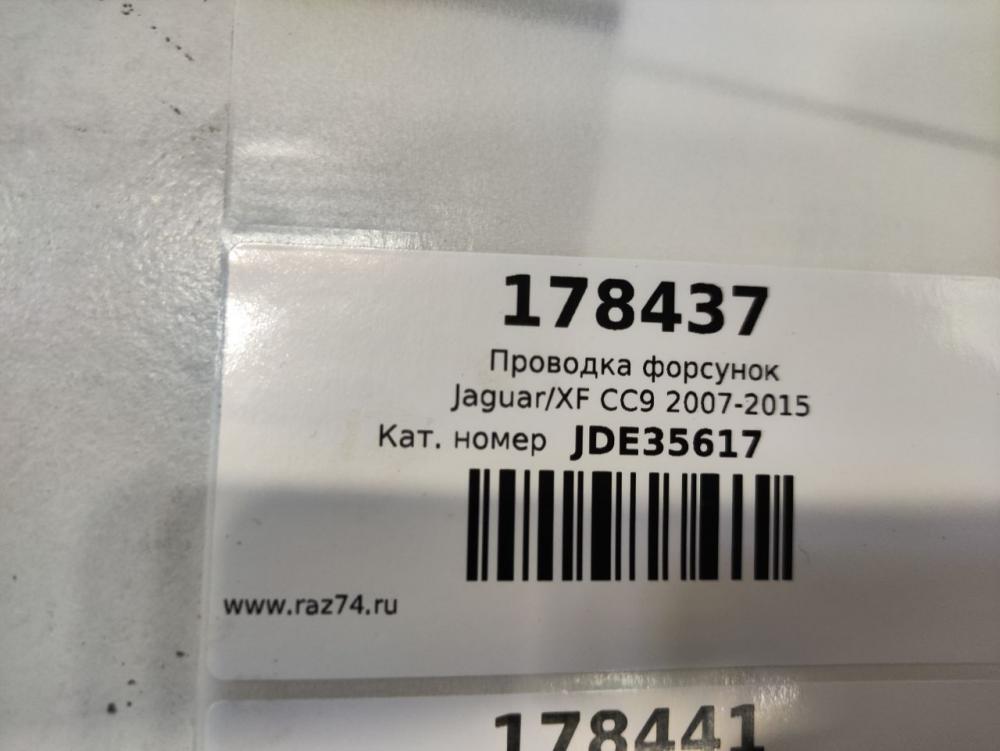 178437
Проводка форсунок
Jaguar/XF CC9 2007-2015
Кат. номер JDE35617
www.raz74.ru
178441